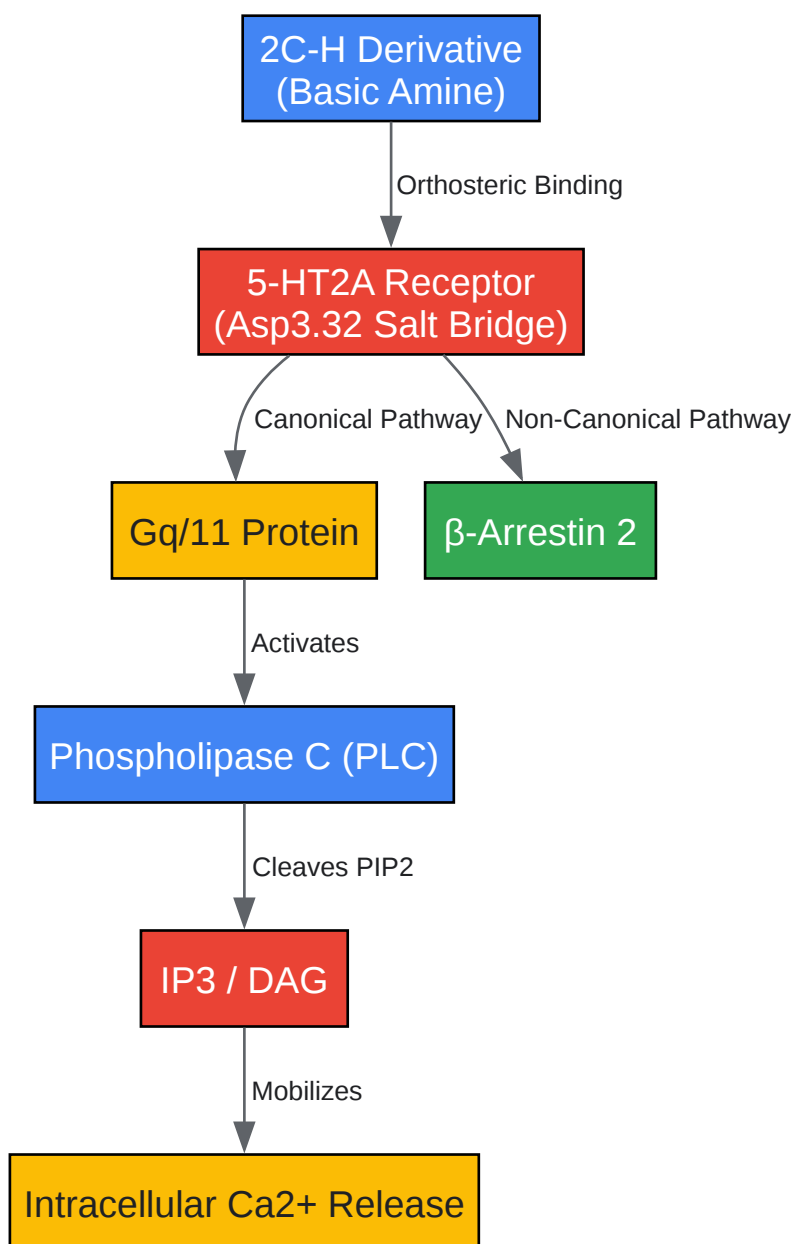 2C-H Derivative
(Basic Amine)
Orthosteric Binding
5-HT2A Receptor
(Asp3.32 Salt Bridge)
Canonical Pathway
Non-Canonical Pathway
Gq/11 Protein
β-Arrestin 2
Activates
Phospholipase C (PLC)
Cleaves PIP2
IP3 / DAG
Mobilizes
Intracellular Ca2+ Release